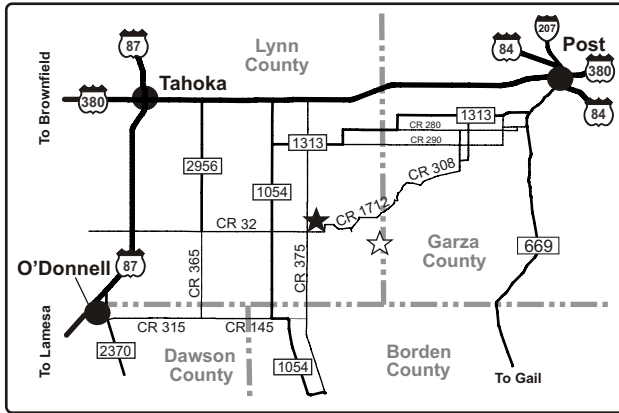 87
Lynn
County
207
84
Post
380
84
To Brownfield
380
Tahoka
2956
1054
1313
1313
CR 280
CR 290
CR 308
CR 1712
CR 32
CR 365
CR 375
Garza
County
669
O'Donnell
87
To Lamesa
CR 315
CR 145
2370
Dawson
County
1054
Borden
County
To Gail